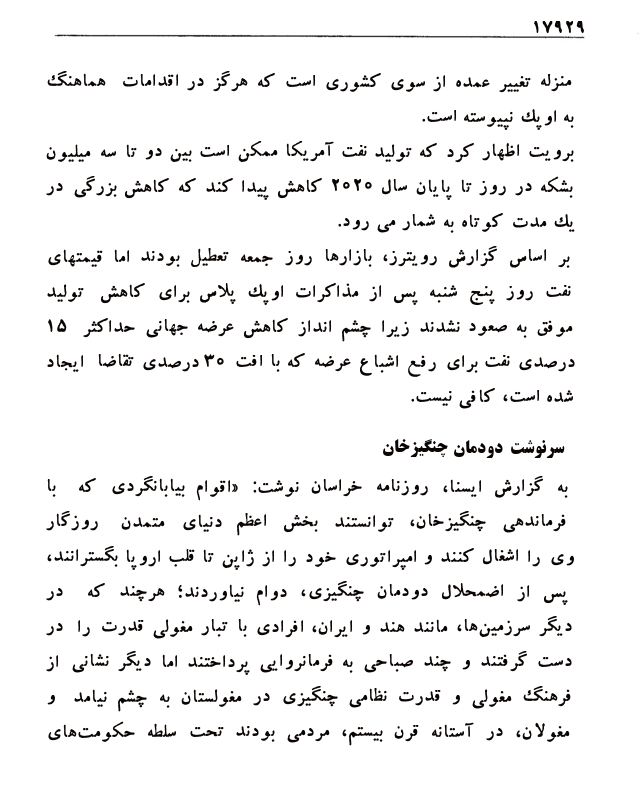 ۱۷۹۲۹
منزله تغییر عمده از سوی کشوری است که هرگز در اقدامات هماهنگ
به اوپک نپیوسته است.
برویت اظهار کرد که تولید نفت آمریکا ممکن است بین دو تا سه میلیون
بشکه در روز تا پایان سال ۲۰۲۰ کاهش پیدا کند که کاهش بزرگی در
یک مدت کوتاه به شمار می رود.
بر اساس گزارش رویترز، بازارها روز جمعه تعطیل بودند اما قیمتهای
نفت روز پنج شنبه پس از مذاکرات اوپک پلاس برای کاهش تولید
موفق به صعود نشدند زیرا چشم انداز کاهش عرضه جهانی حداکثر ۱۵
درصدی نفت برای رفع اشباع عرضه که با افت ۳۰ درصدی تقاضا ایجاد
شده است، کافی نیست.
سرنوشت دودمان چنگیزخان
به گزارش ایسنا، روزنامه خراسان نوشت: «اقوام بیابانگردی که با
فرماندهی چنگیزخان، توانستند بخش اعظم دنیای متمدن روزگار
وی را اشغال کنند و امپراتوری خود را از ژاپن تا قلب اروپا بگسترانند،
پس از اضمحلال دودمان چنگیزی، دوام نیاوردند؛ هرچند که در
دیگر سرزمین‌ها، مانند هند و ایران، افرادی با تبار مغولی قدرت را در
دست گرفتند و چند صباحی به فرمانروایی پرداختند اما دیگر نشانی از
فرهنگ مغولی و قدرت نظامی چنگیزی در مغولستان به چشم نیامد و
مغولان، در آستانه قرن بیستم، مردمی بودند تحت سلطه حکومت‌های